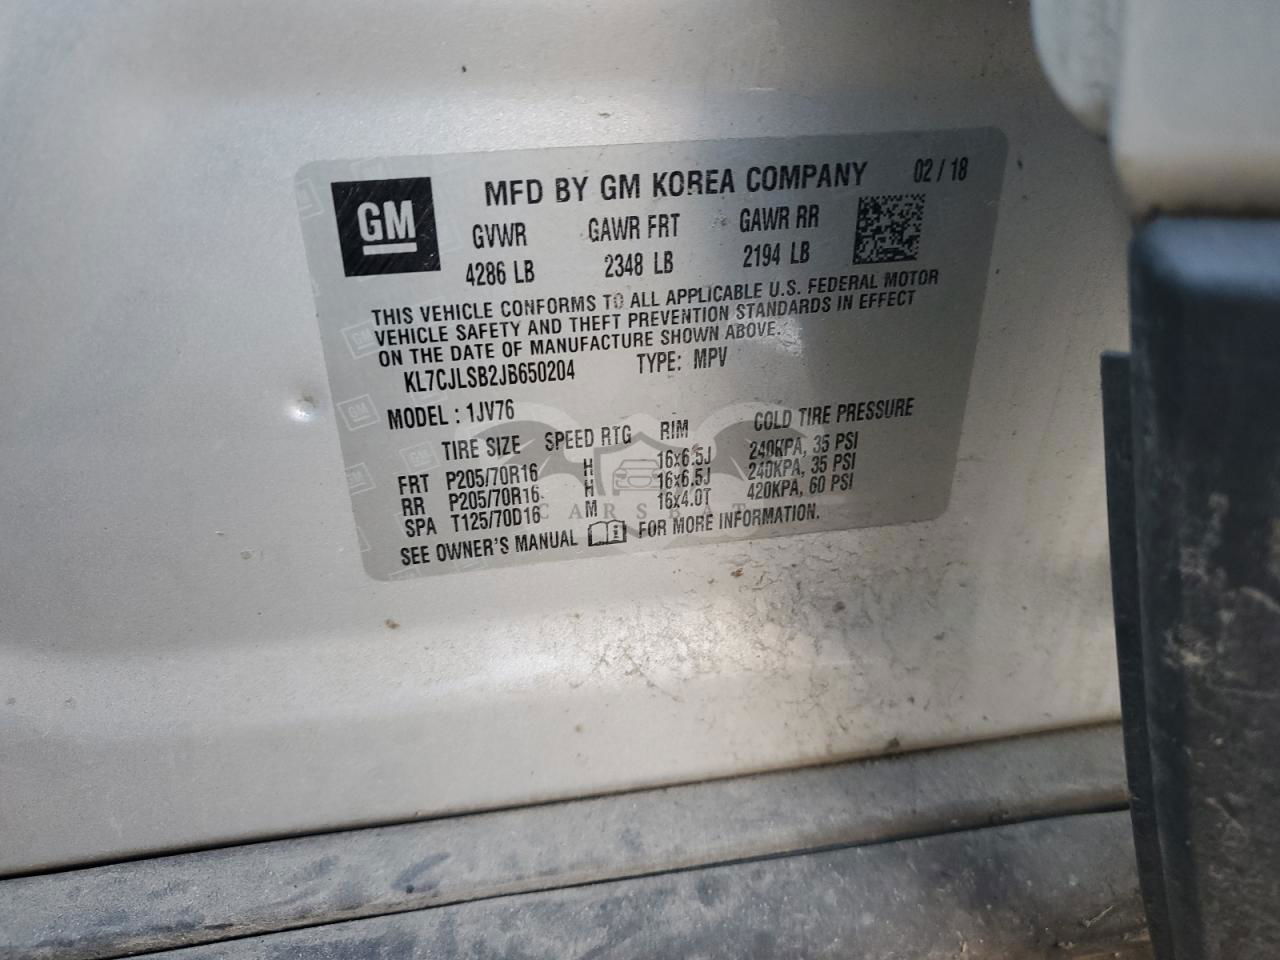 GM
MFD BY GM KOREA COMPANY 02 / 18
GVWR GAWR FRT GAWR RR
4286 LB 2348 LB 2194 LB
THIS VEHICLE CONFORMS TO ALL APPLICABLE U.S. FEDERAL MOTOR
VEHICLE SAFETY AND THEFT PREVENTION STANDARDS IN EFFECT
ON THE DATE OF MANUFACTURE SHOWN ABOVE.
KL7CJLSB2JB650204 TYPE: MPV
MODEL : 1JV76
TIRE SIZE SPEED RTG RIM COLD TIRE PRESSURE
FRT P205/70R16 H 16x6.5J 240KPA, 35 PSI
RR P205/70R16 H 16x6.5J 240KPA, 35 PSI
SPA T125/70D16 M 16x4.0T 420KPA, 60 PSI
CARSBAT
SEE OWNER'S MANUAL FOR MORE INFORMATION.